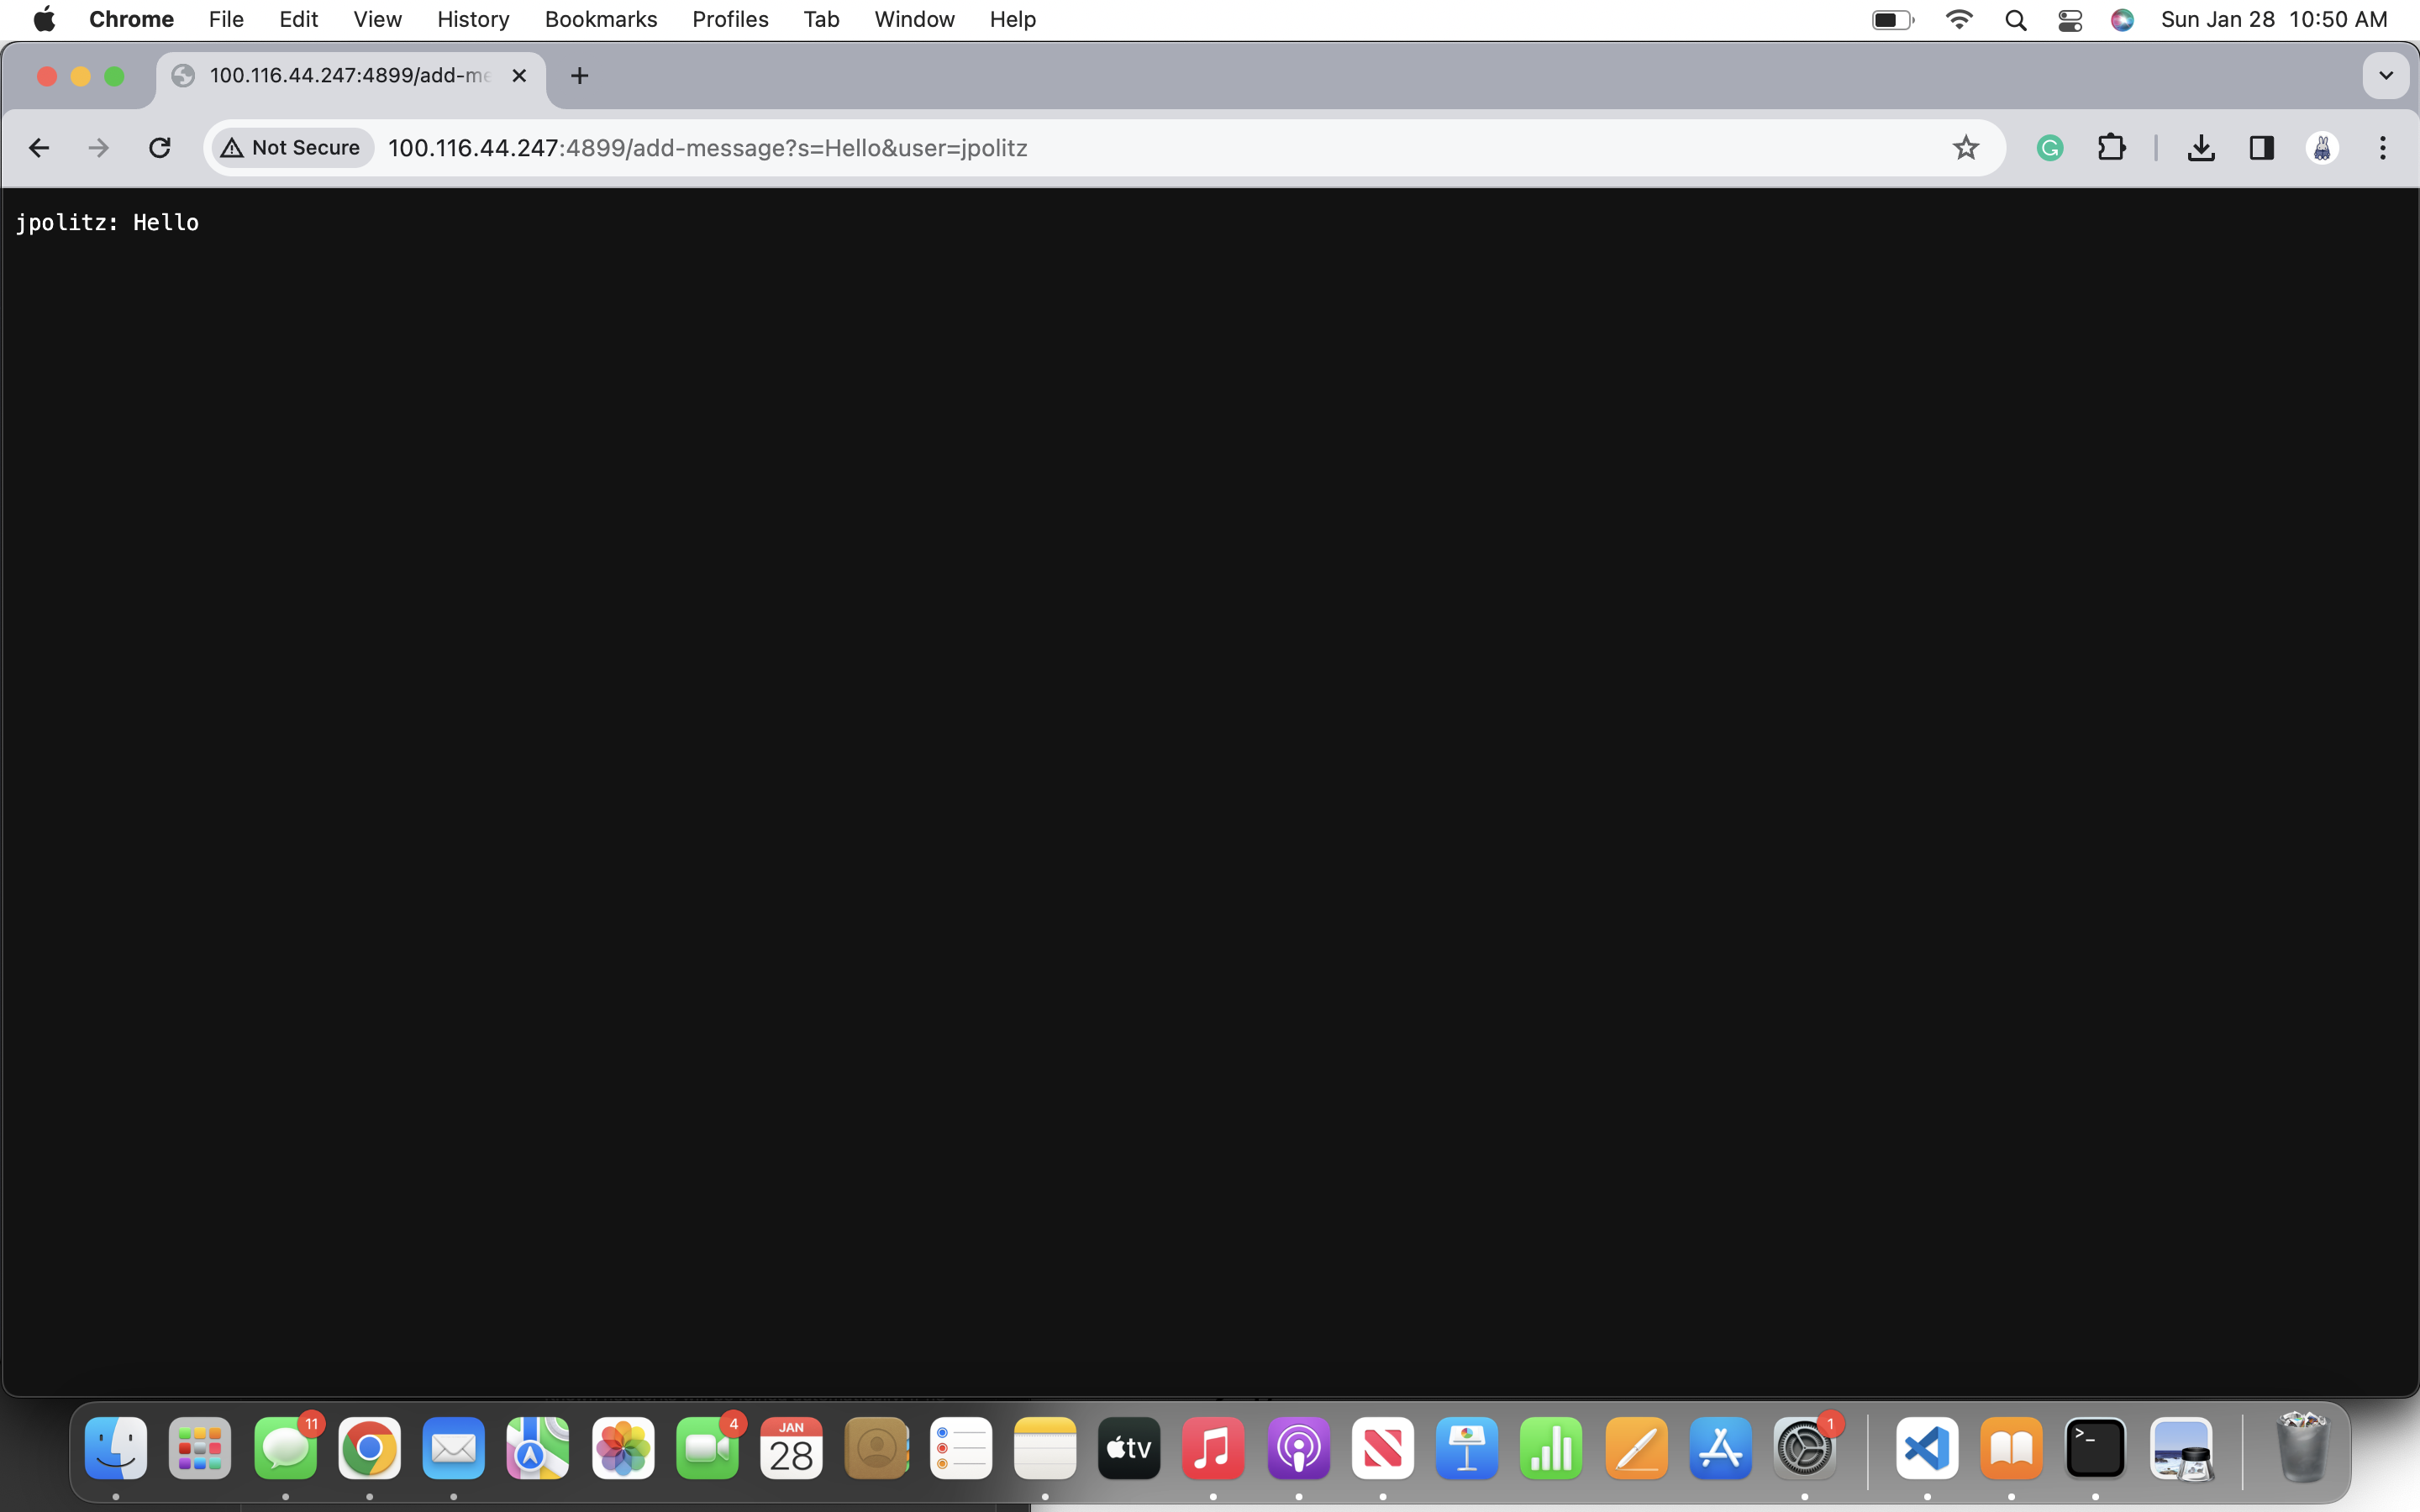 Chrome File Edit View History Bookmarks Profiles Tab Window Help Sun Jan 28 10:50 AM
100.116.44.247:4899/add-me
Not Secure 100.116.44.247:4899/add-message?s=Hello&user=jpolitz
jpolitz: Hello
11 4 JAN 28 tv 1 >_